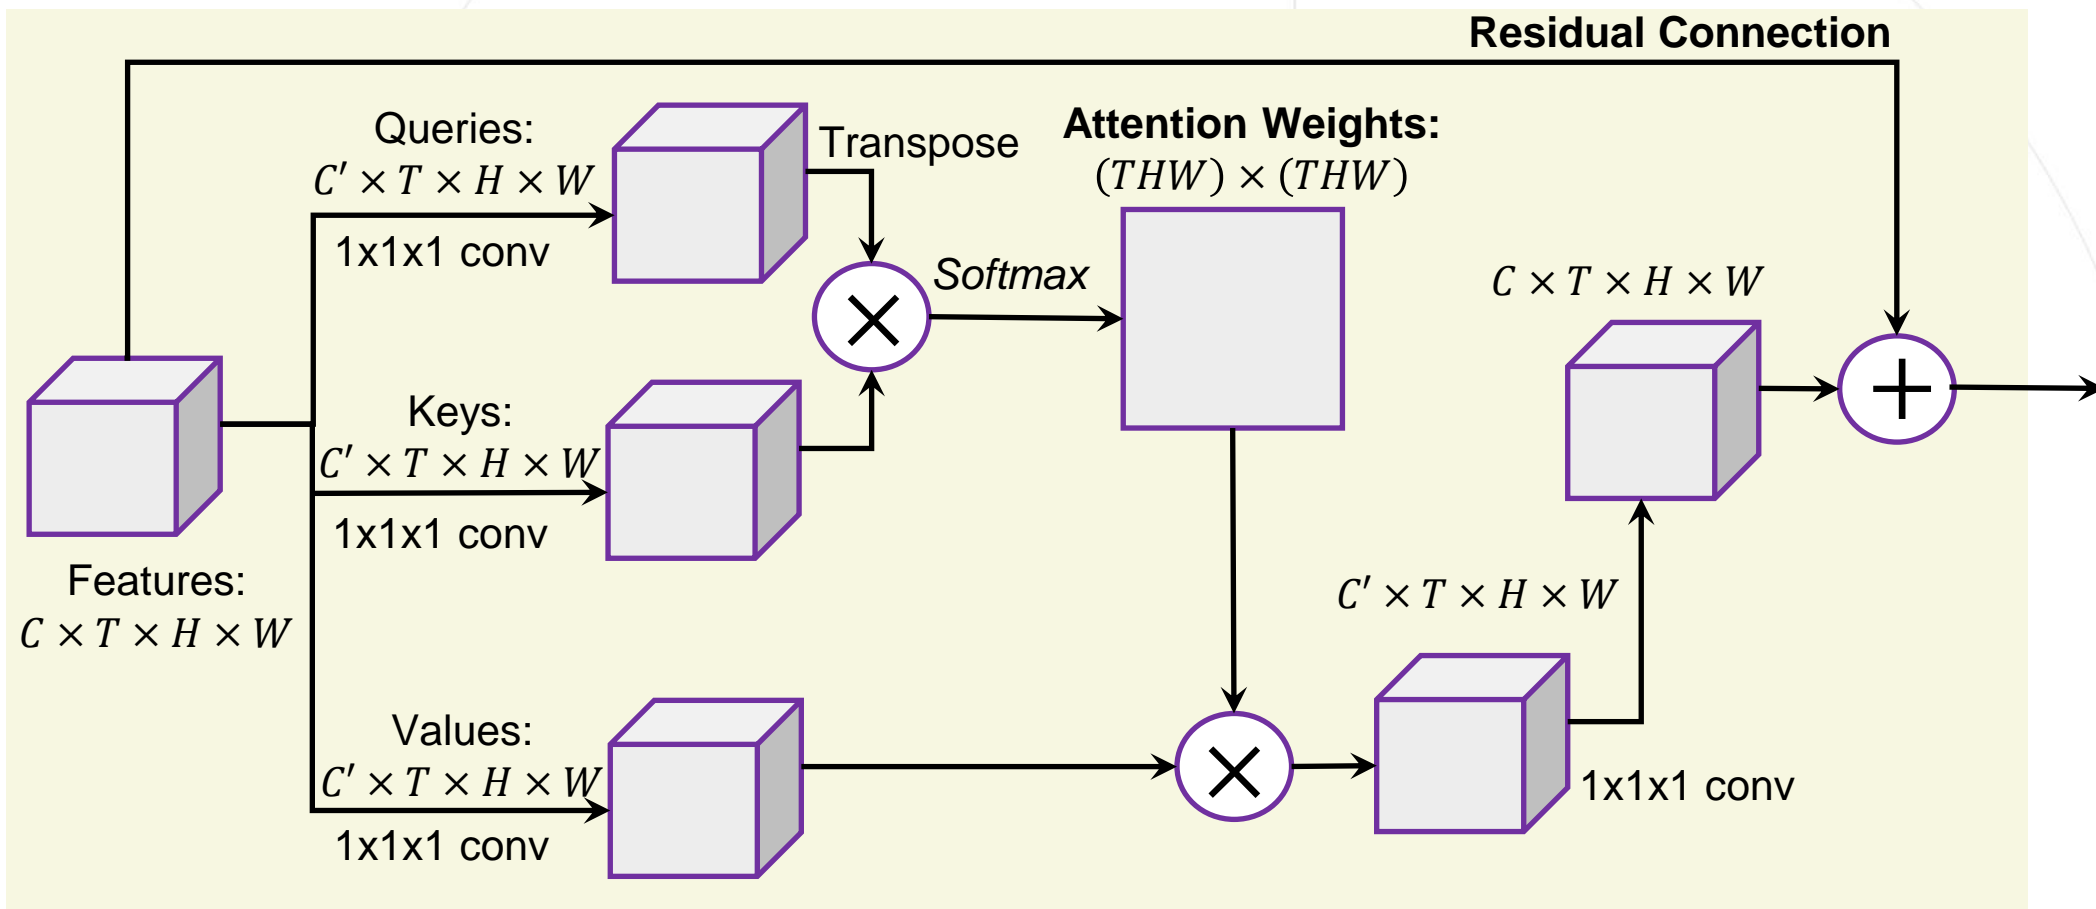 Residual Connection
Queries:
C′ × T × H × W
1x1x1 conv
Transpose
Attention Weights:
(THW) × (THW)
Softmax
×
C × T × H × W
+
Keys:
C′ × T × H × W
1x1x1 conv
Features:
C × T × H × W
C′ × T × H × W
Values:
C′ × T × H × W
1x1x1 conv
×
1x1x1 conv